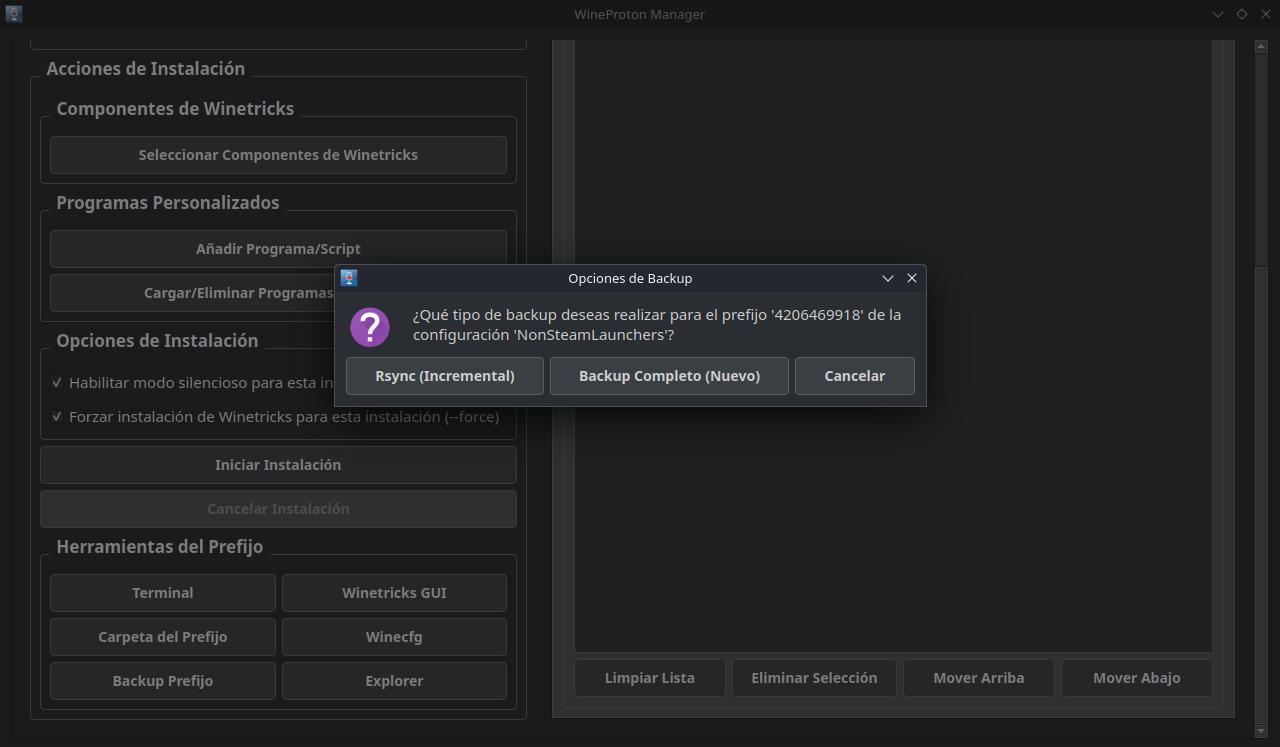 WineProton Manager
Acciones de Instalación
Componentes de Winetricks
Seleccionar Componentes de Winetricks
Programas Personalizados
Añadir Programa/Script
Cargar/Eliminar Programas
Opciones de Instalación
Habilitar modo silencioso para esta in
Forzar instalación de Winetricks para esta instalación (--force)
Iniciar Instalación
Cancelar Instalación
Herramientas del Prefijo
Terminal
Winetricks GUI
Carpeta del Prefijo
Winecfg
Backup Prefijo
Explorer
Opciones de Backup
¿Qué tipo de backup deseas realizar para el prefijo '4206469918' de la
configuración 'NonSteamLaunchers'?
Rsync (Incremental)
Backup Completo (Nuevo)
Cancelar
Limpiar Lista
Eliminar Selección
Mover Arriba
Mover Abajo